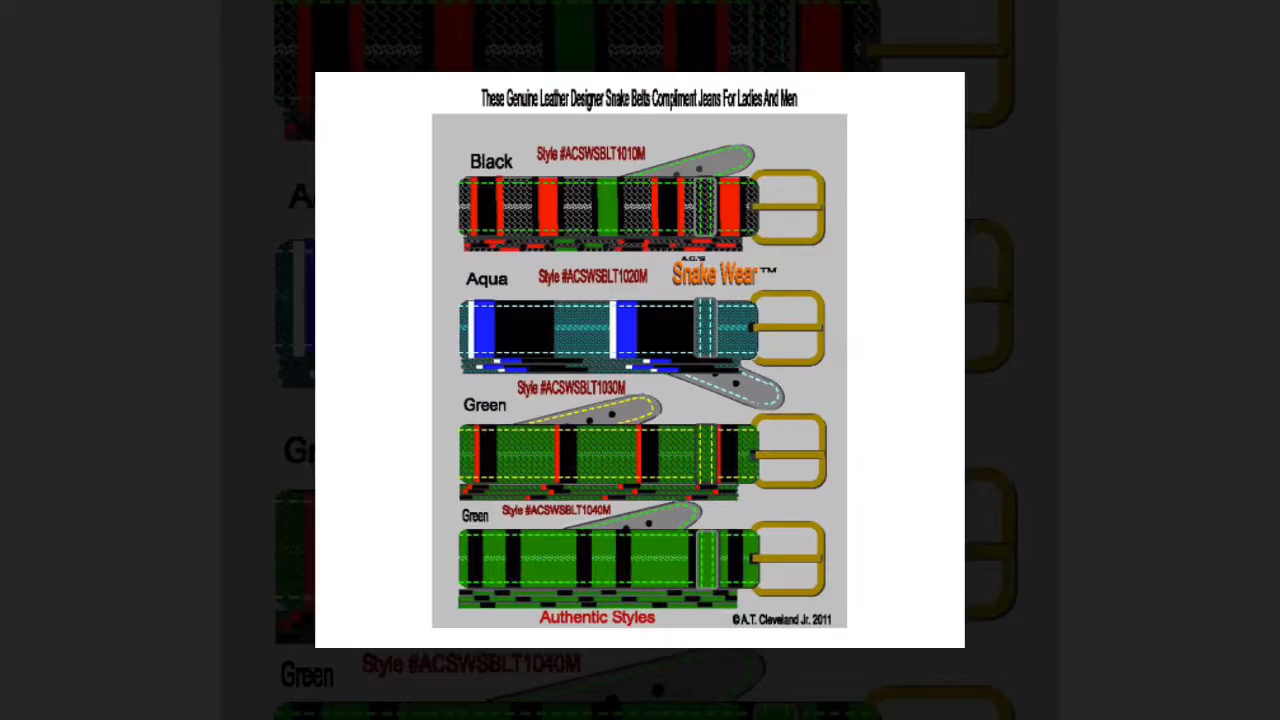 These Genuine Leather Designer Snake Belts Compliment Jeans For Ladies And Men
Black
Style #ACSWSBLT1010M
A.C.'S
Snake Wear™
Aqua
Style #ACSWSBLT1020M
Style #ACSWSBLT1030M
Green
Green
Style #ACSWSBLT1040M
Authentic Styles
© A.T. Cleveland Jr. 2011
Green
Style #ACSWSBLT1040M